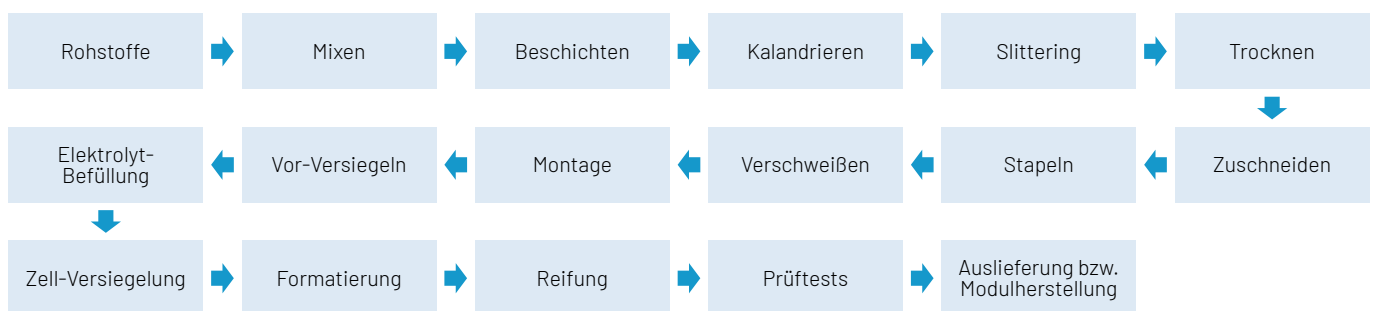 Rohstoffe
Mixen
Beschichten
Kalandrieren
Slittering
Trocknen
Zuschneiden
Stapeln
Verschweißen
Montage
Vor-Versiegeln
Elektrolyt-
Befüllung
Zell-Versiegelung
Formatierung
Reifung
Prüftests
Auslieferung bzw.
Modulherstellung